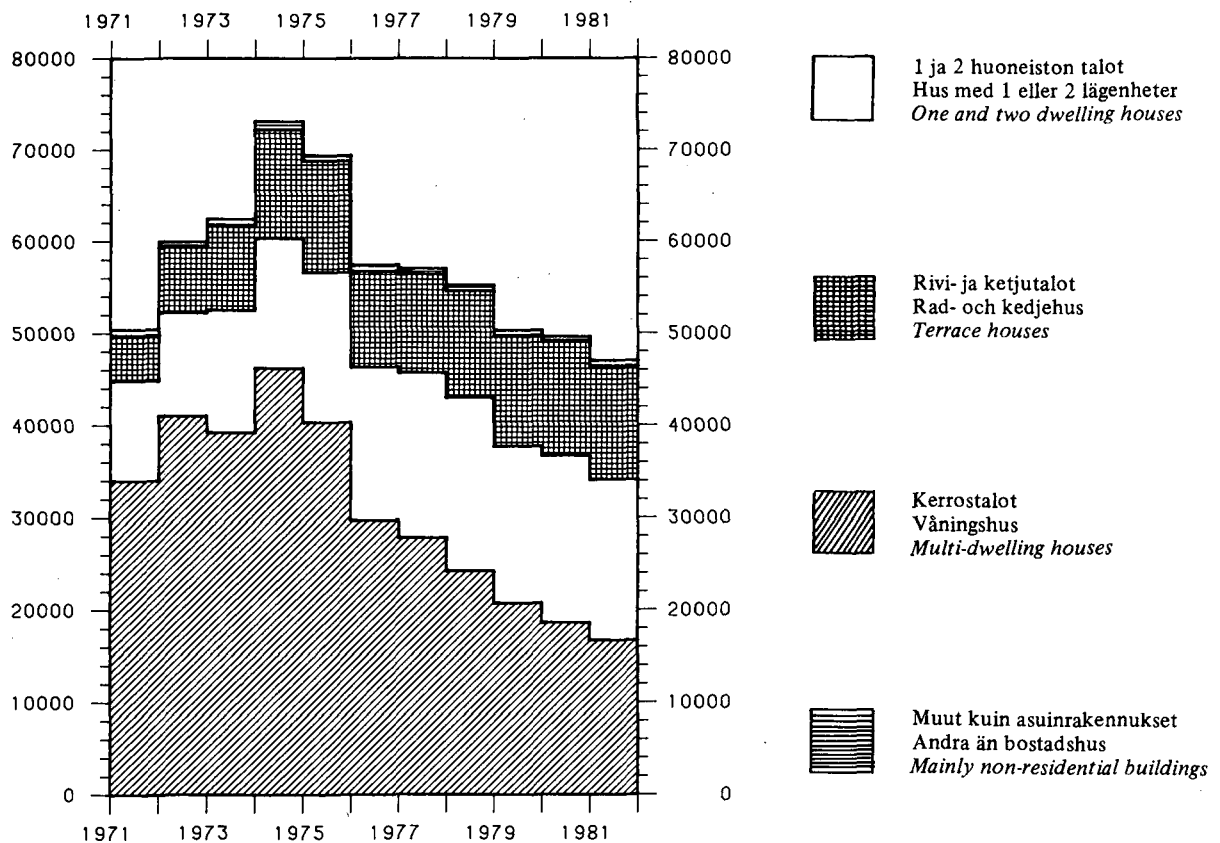 1971 1973 1975 1977 1979 1981
80000 80000
70000 70000
60000 60000
50000 50000
40000 40000
30000 30000
20000 20000
10000 10000
0 0
1971 1973 1975 1977 1979 1981
1 ja 2 huoneiston talot
Hus med 1 eller 2 lägenheter
One and two dwelling houses
Rivi- ja ketjutalot
Rad- och kedjehus
Terrace houses
Kerrostalot
Våningshus
Multi-dwelling houses
Muut kuin asuinrakennukset
Andra än bostadshus
Mainly non-residential buildings